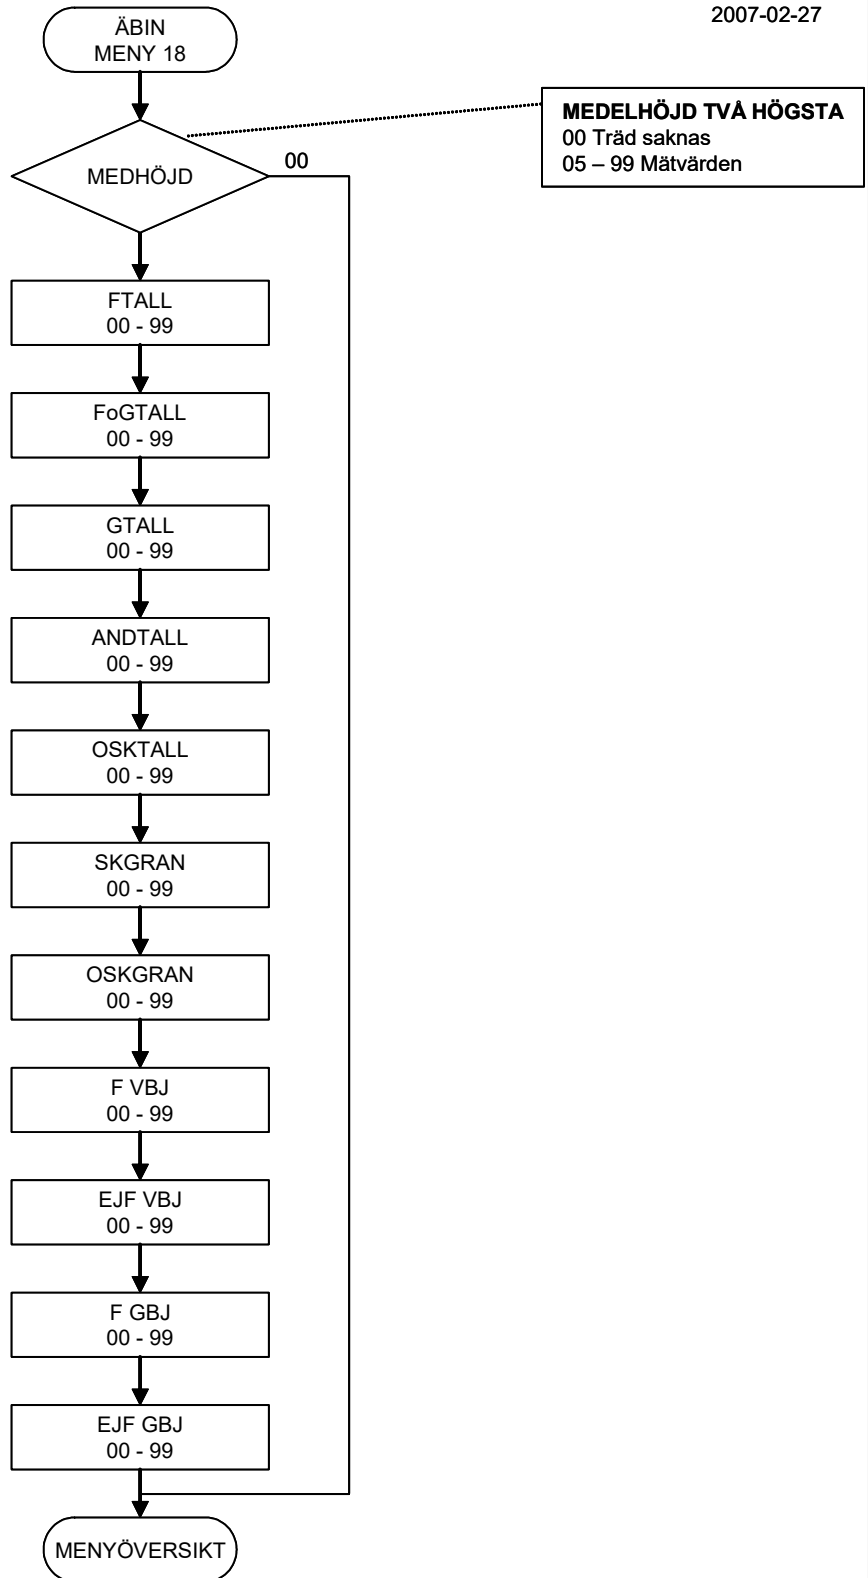 2007-02-27
ÄBIN
MENY 18
MEDELHÖJD TVÅ HÖGSTA
00 Träd saknas
05 – 99 Mätvärden
MEDHÖJD
00
FTALL
00 - 99
FoGTALL
00 - 99
GTALL
00 - 99
ANDTALL
00 - 99
OSKTALL
00 - 99
SKGRAN
00 - 99
OSKGRAN
00 - 99
F VBJ
00 - 99
EJF VBJ
00 - 99
F GBJ
00 - 99
EJF GBJ
00 - 99
MENYÖVERSIKT